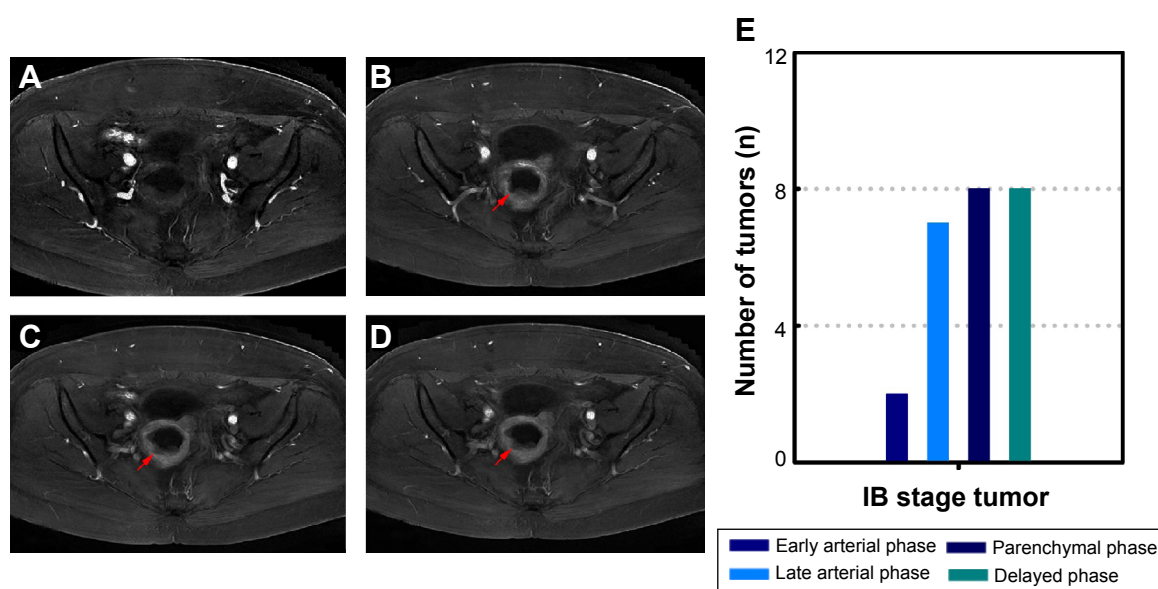 A
B
C
D
E
Number of tumors (n)
12
8
4
0
IB stage tumor
Early arterial phase
Parenchymal phase
Late arterial phase
Delayed phase